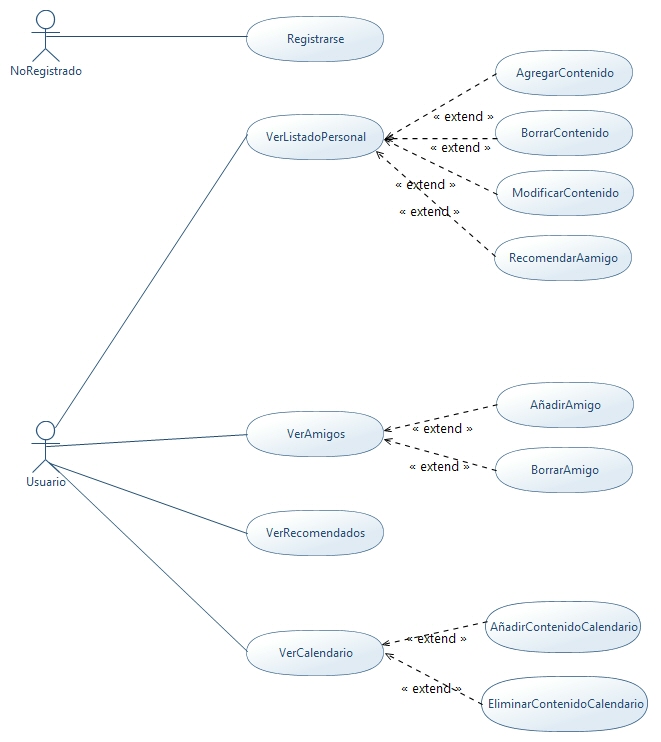 Registrarse
NoRegistrado
AgregarContenido
« extend »
VerListadoPersonal
BorrarContenido
« extend »
« extend »
ModificarContenido
« extend »
RecomendarAamigo
AñadirAmigo
« extend »
VerAmigos
« extend »
BorrarAmigo
Usuario
VerRecomendados
AñadirContenidoCalendario
« extend »
VerCalendario
« extend »
EliminarContenidoCalendario